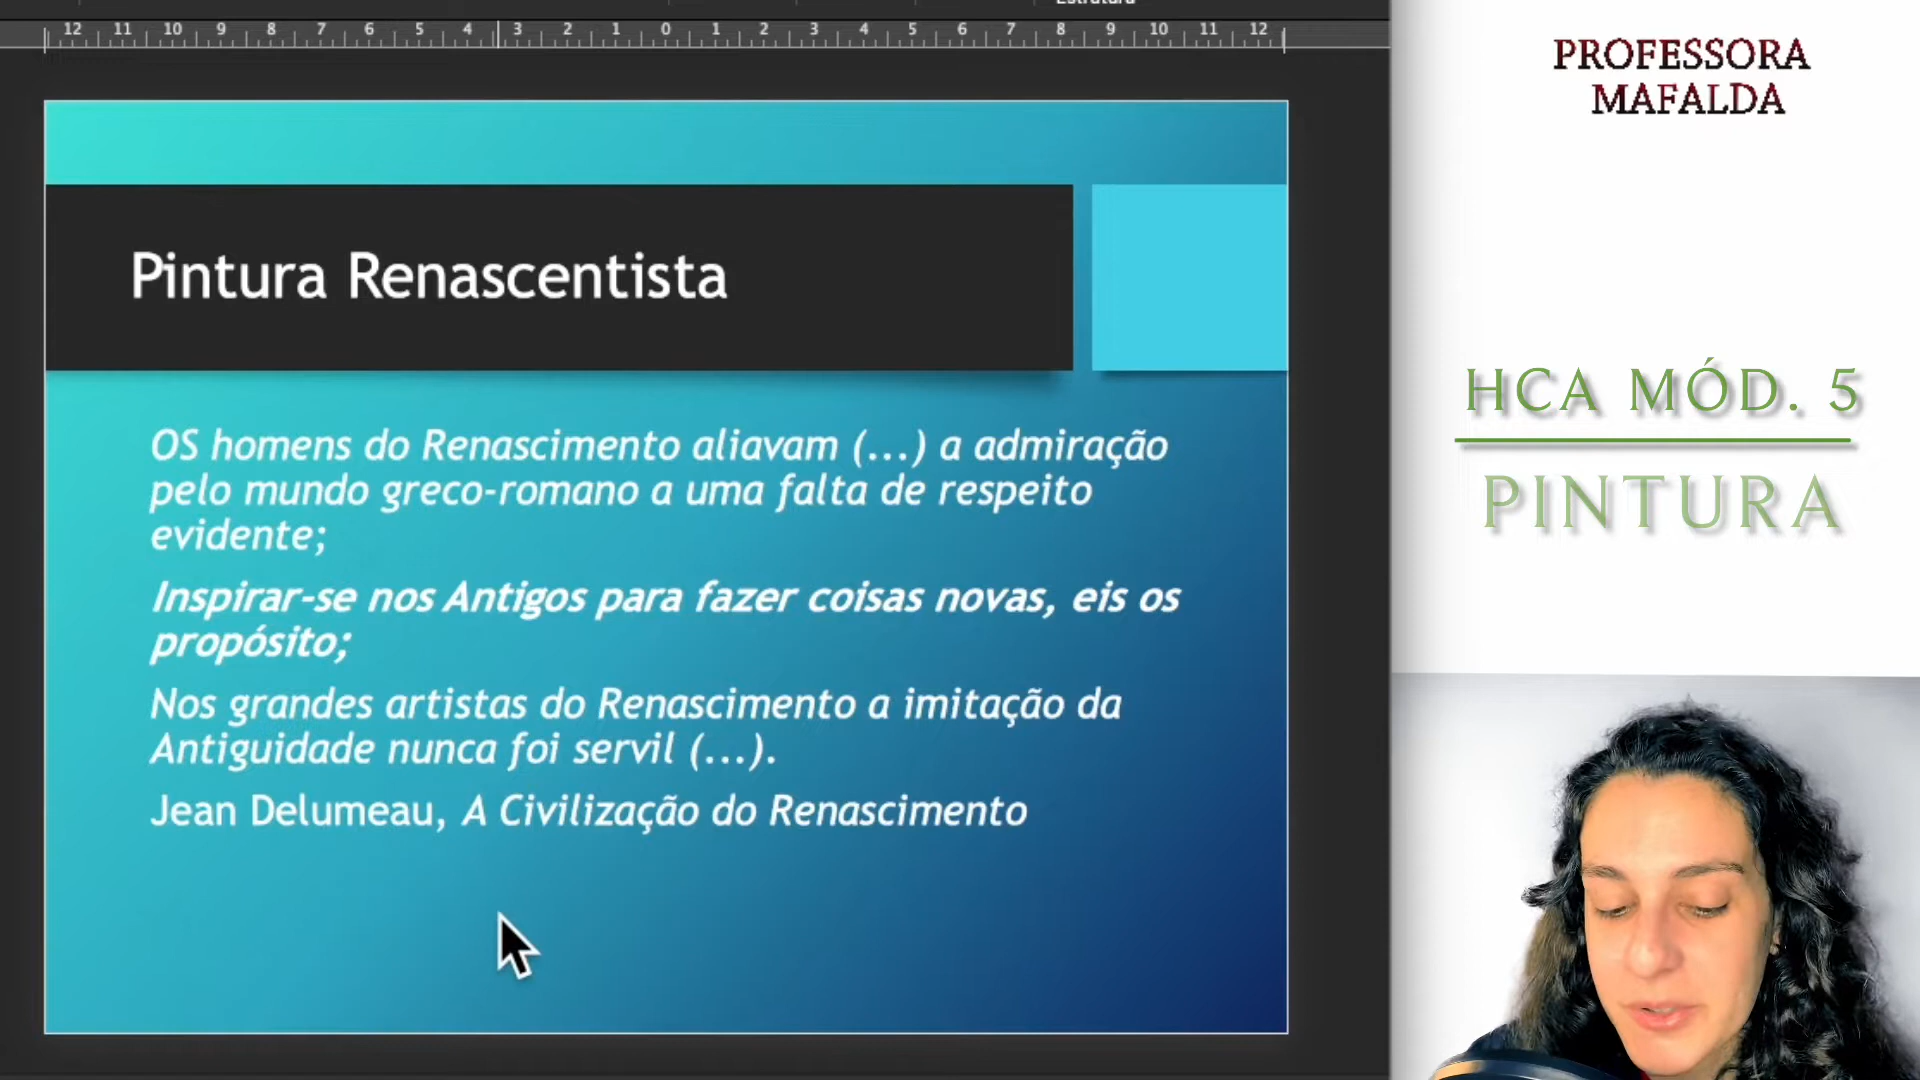 Estrutura
12 11 10 9 8 7 6 5 4 3 2 1 0 1 2 3 4 5 6 7 8 9 10 11 12
Pintura Renascentista
OS homens do Renascimento aliavam (...) a admiração
pelo mundo greco-romano a uma falta de respeito
evidente;
Inspirar-se nos Antigos para fazer coisas novas, eis os
propósito;
Nos grandes artistas do Renascimento a imitação da
Antiguidade nunca foi servil (...).
Jean Delumeau, A Civilização do Renascimento
PROFESSORA
MAFALDA
HCA MÓD. 5
PINTURA